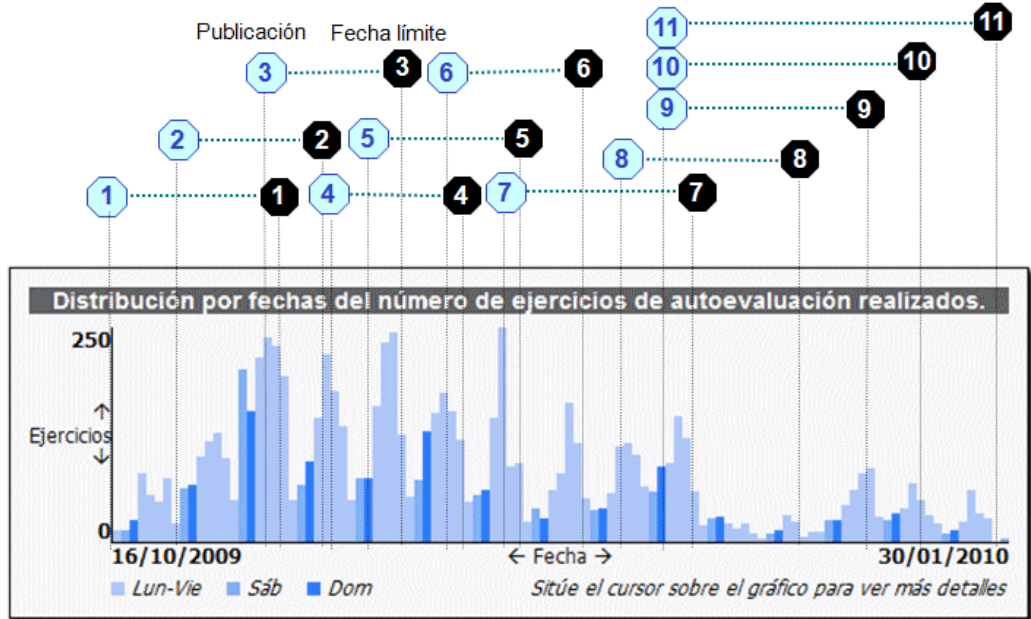 11 11
Publicación Fecha límite
10 10
3 3 6 6
9 9
2 2 5 5
8 8
1 1 4 4 7 7
Distribución por fechas del número de ejercicios de autoevaluación realizados.
250
↑
Ejercicios
↓
0
16/10/2009 ← Fecha → 30/01/2010
Lun-Vie Sáb Dom Sitúe el cursor sobre el gráfico para ver más detalles